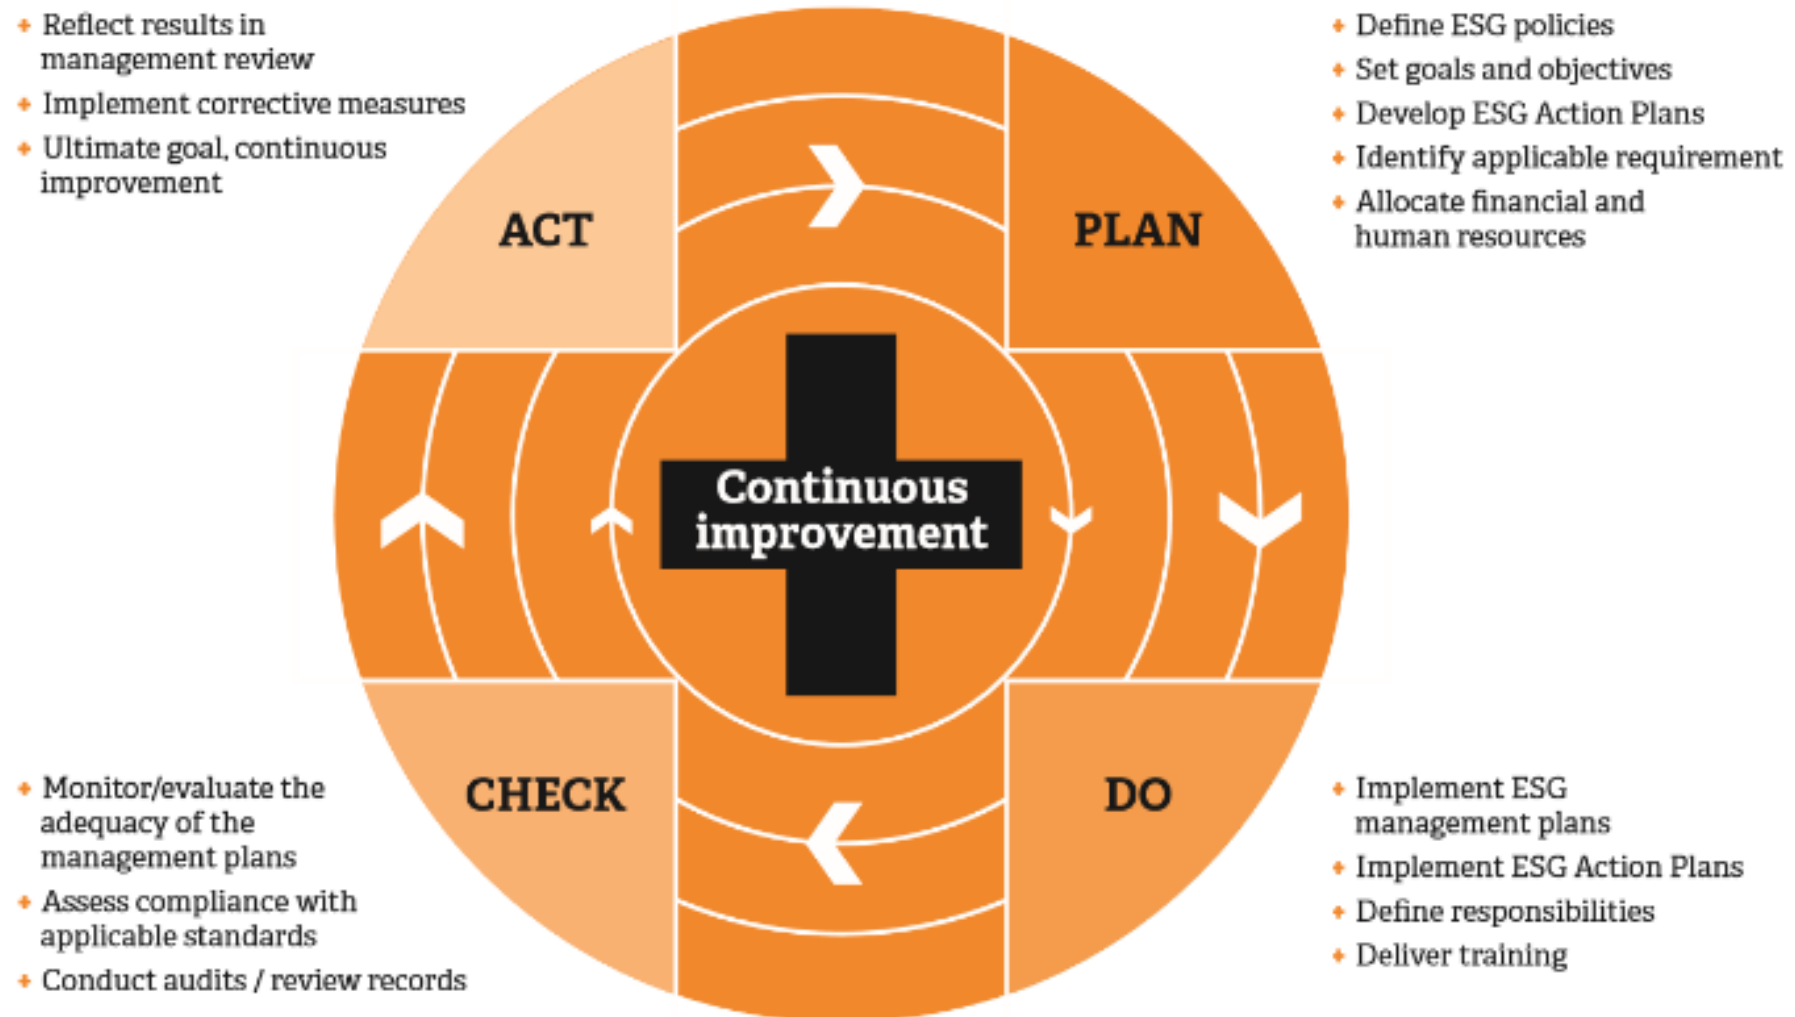 Reflect results in
management review
Implement corrective measures
Ultimate goal, continuous
improvement
ACT
Define ESG policies
Set goals and objectives
Develop ESG Action Plans
Identify applicable requirement
Allocate financial and
human resources
PLAN
Continuous
improvement
Monitor/evaluate the
adequacy of the
management plans
Assess compliance with
applicable standards
Conduct audits / review records
CHECK
DO
Implement ESG
management plans
Implement ESG Action Plans
Define responsibilities
Deliver training